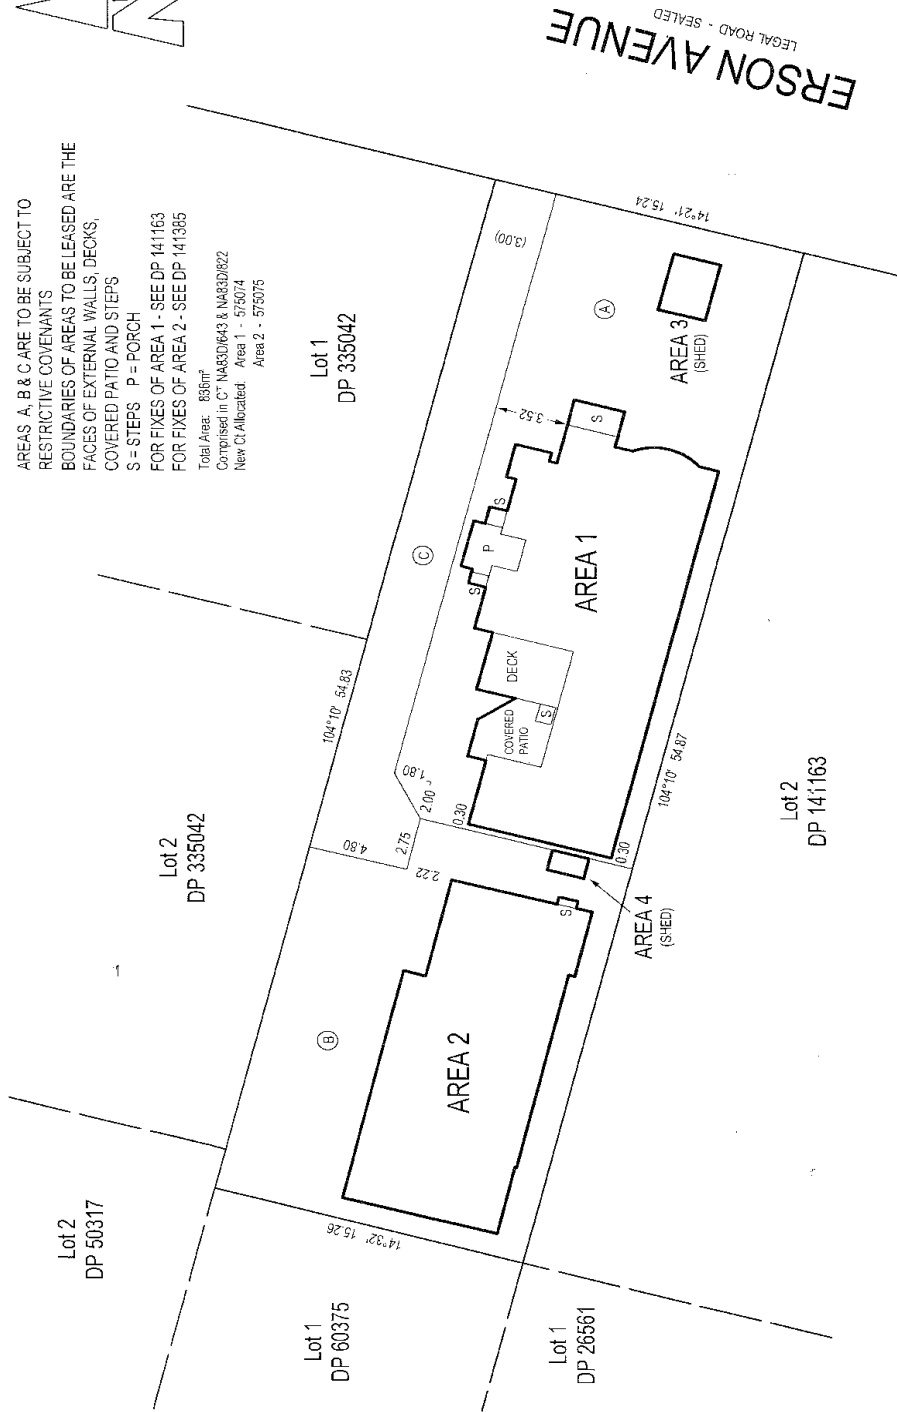 AREAS A, B & C ARE TO BE SUBJECT TO
RESTRICTIVE COVENANTS
BOUNDARIES OF AREAS TO BE LEASED ARE THE
FACES OF EXTERNAL WALLS, DECKS,
COVERED PATIO AND STEPS
S = STEPS P = PORCH
FOR FIXES OF AREA 1 - SEE DP 141163
FOR FIXES OF AREA 2 - SEE DP 141385
Total Area: 836m²
Comprised in CT NA83D/643 & NA83D/822
New Ct Allocated: Area 1 - 575074
Area 2 - 575075
ERSON AVENUE
LEGAL ROAD - SEALED
Lot 1
DP 335042
Lot 2
DP 335042
Lot 2
DP 50317
Lot 1
DP 60375
Lot 1
DP 26561
Lot 2
DP 141163
14°21' 15.24
(3.00)
A
AREA 3
(SHED)
3.52
S
C
S
P
S
AREA 1
DECK
COVERED
PATIO
S
104°10' 54.83
1.80
2.00
0.30
2.75
4.80
2.22
0.30
104°10' 54.87
AREA 4
(SHED)
S
B
AREA 2
14°32' 15.26